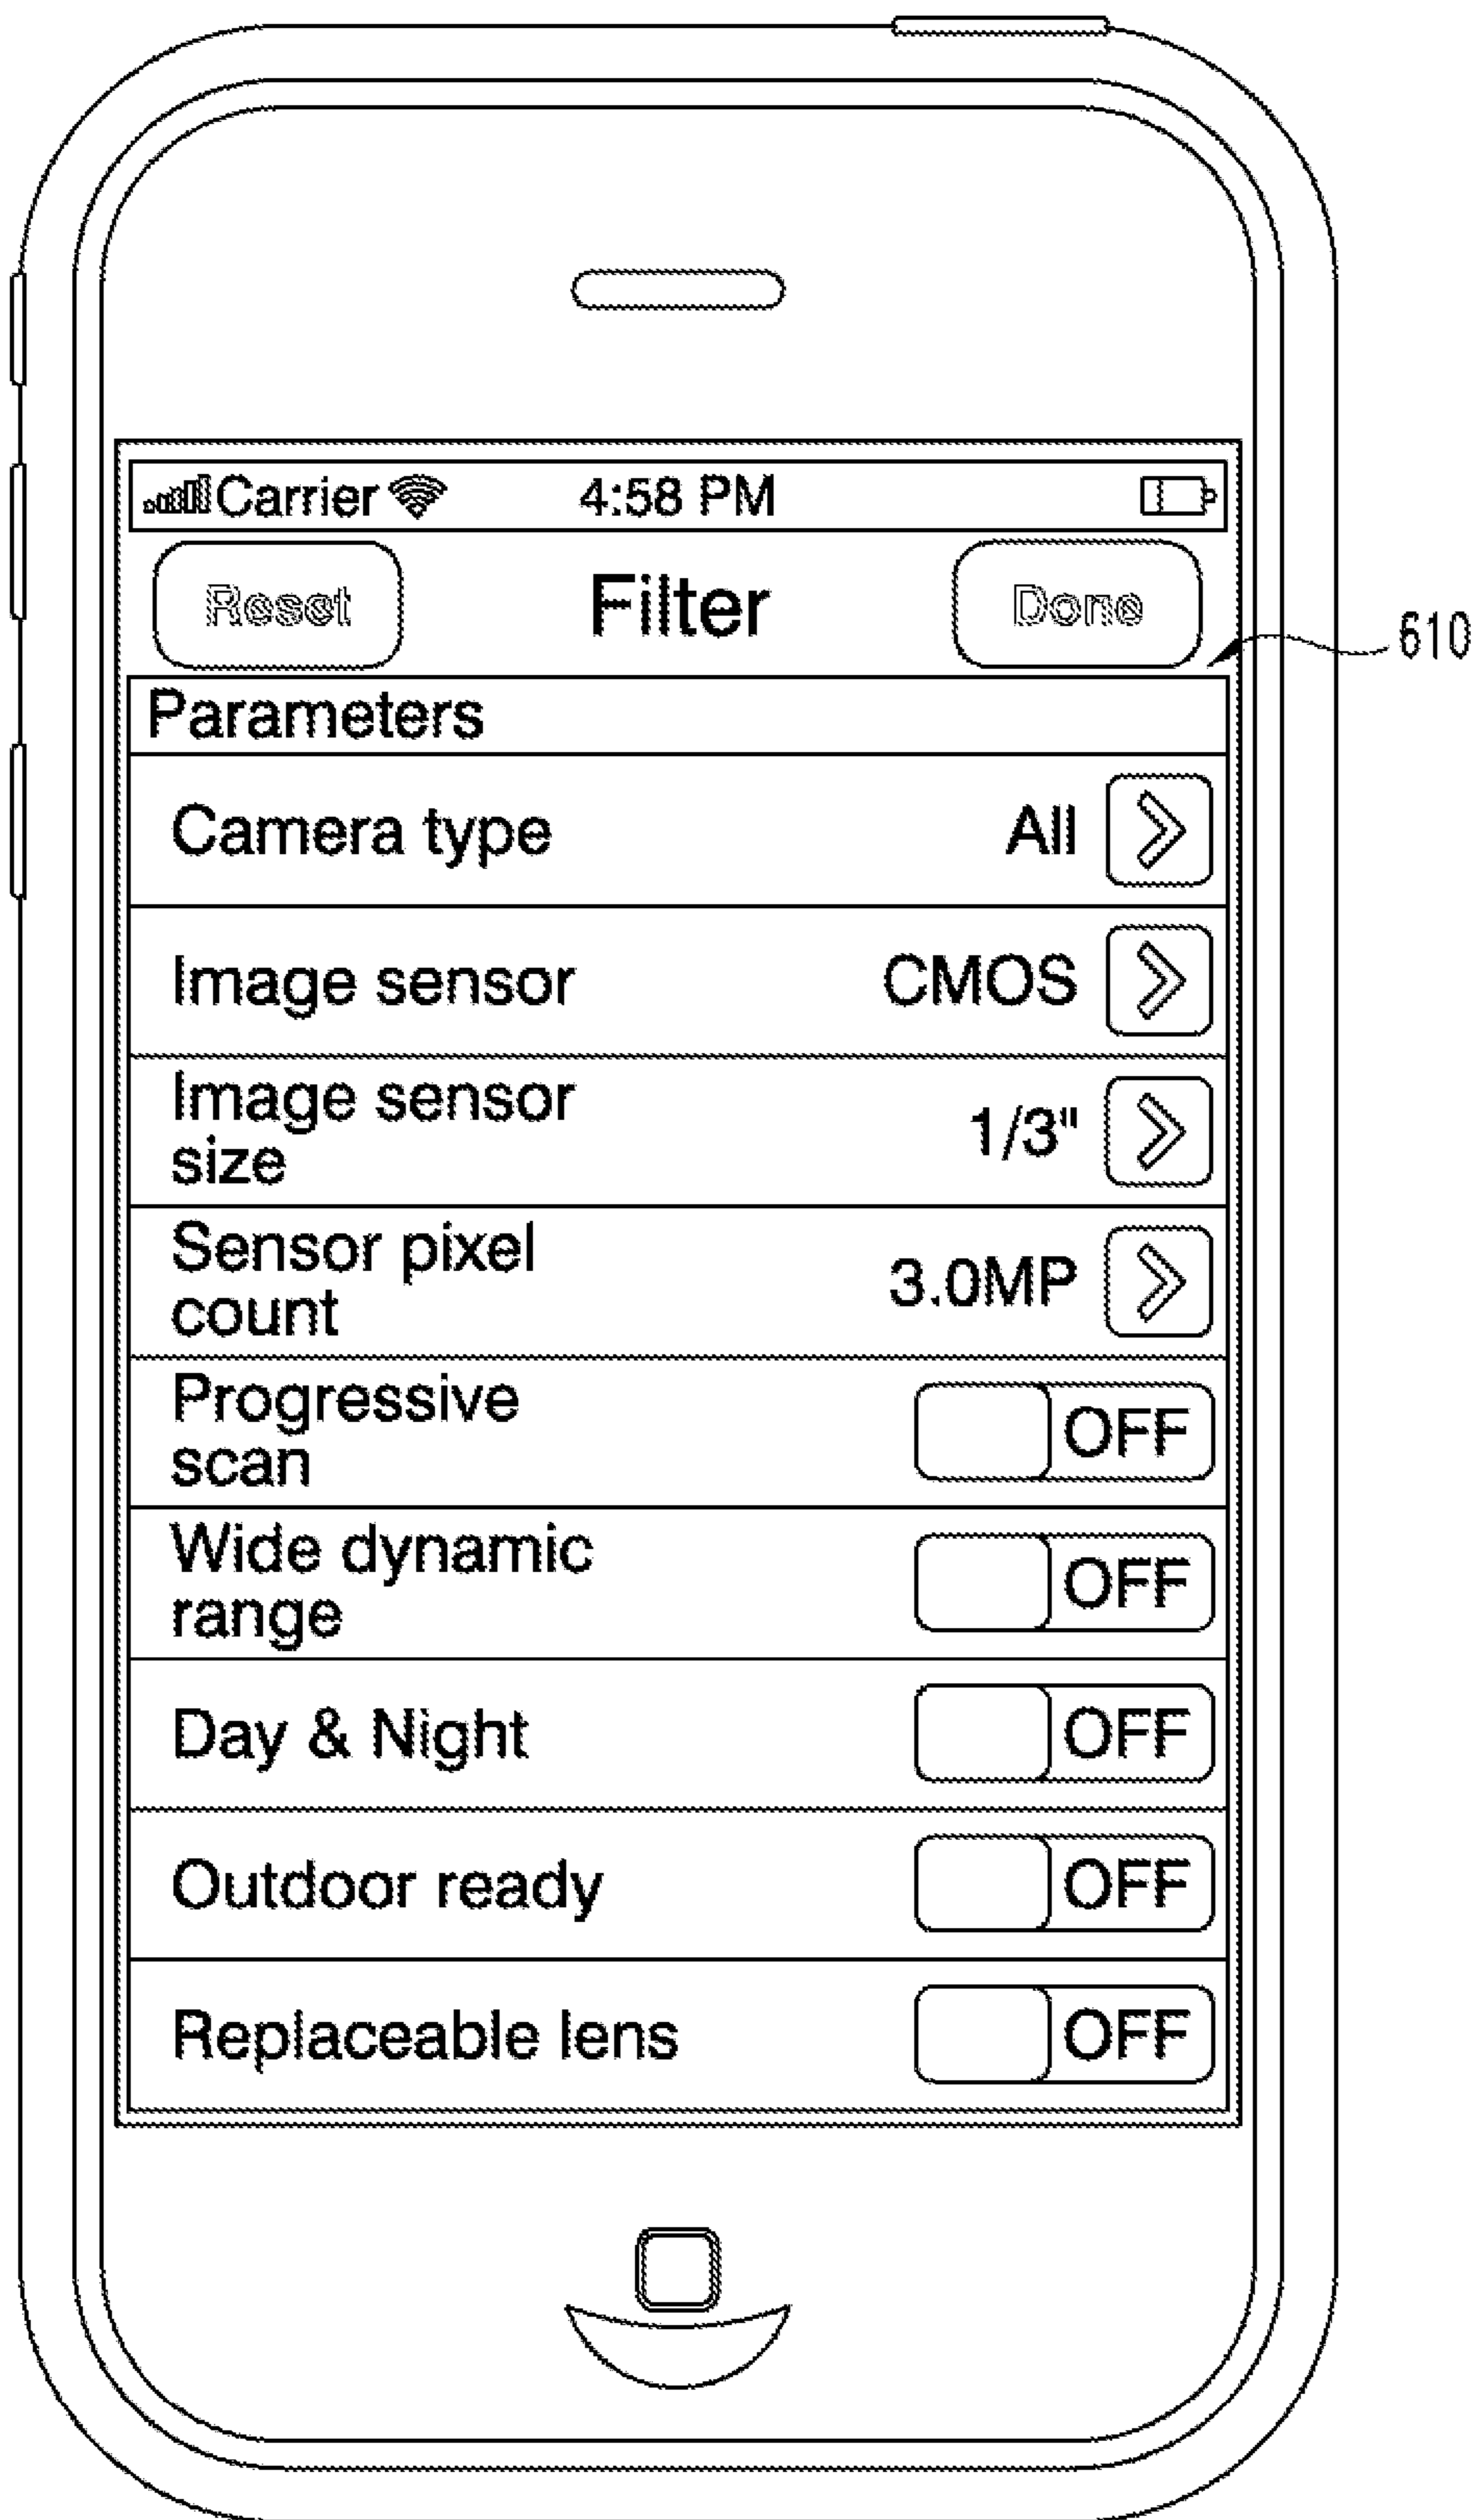 Carrier 4:58 PM
Reset Filter Done
610
Parameters
Camera type All
Image sensor CMOS
Image sensor
size
1/3"
Sensor pixel
count
3.0MP
Progressive
scan
OFF
Wide dynamic
range
OFF
Day & Night OFF
Outdoor ready OFF
Replaceable lens OFF